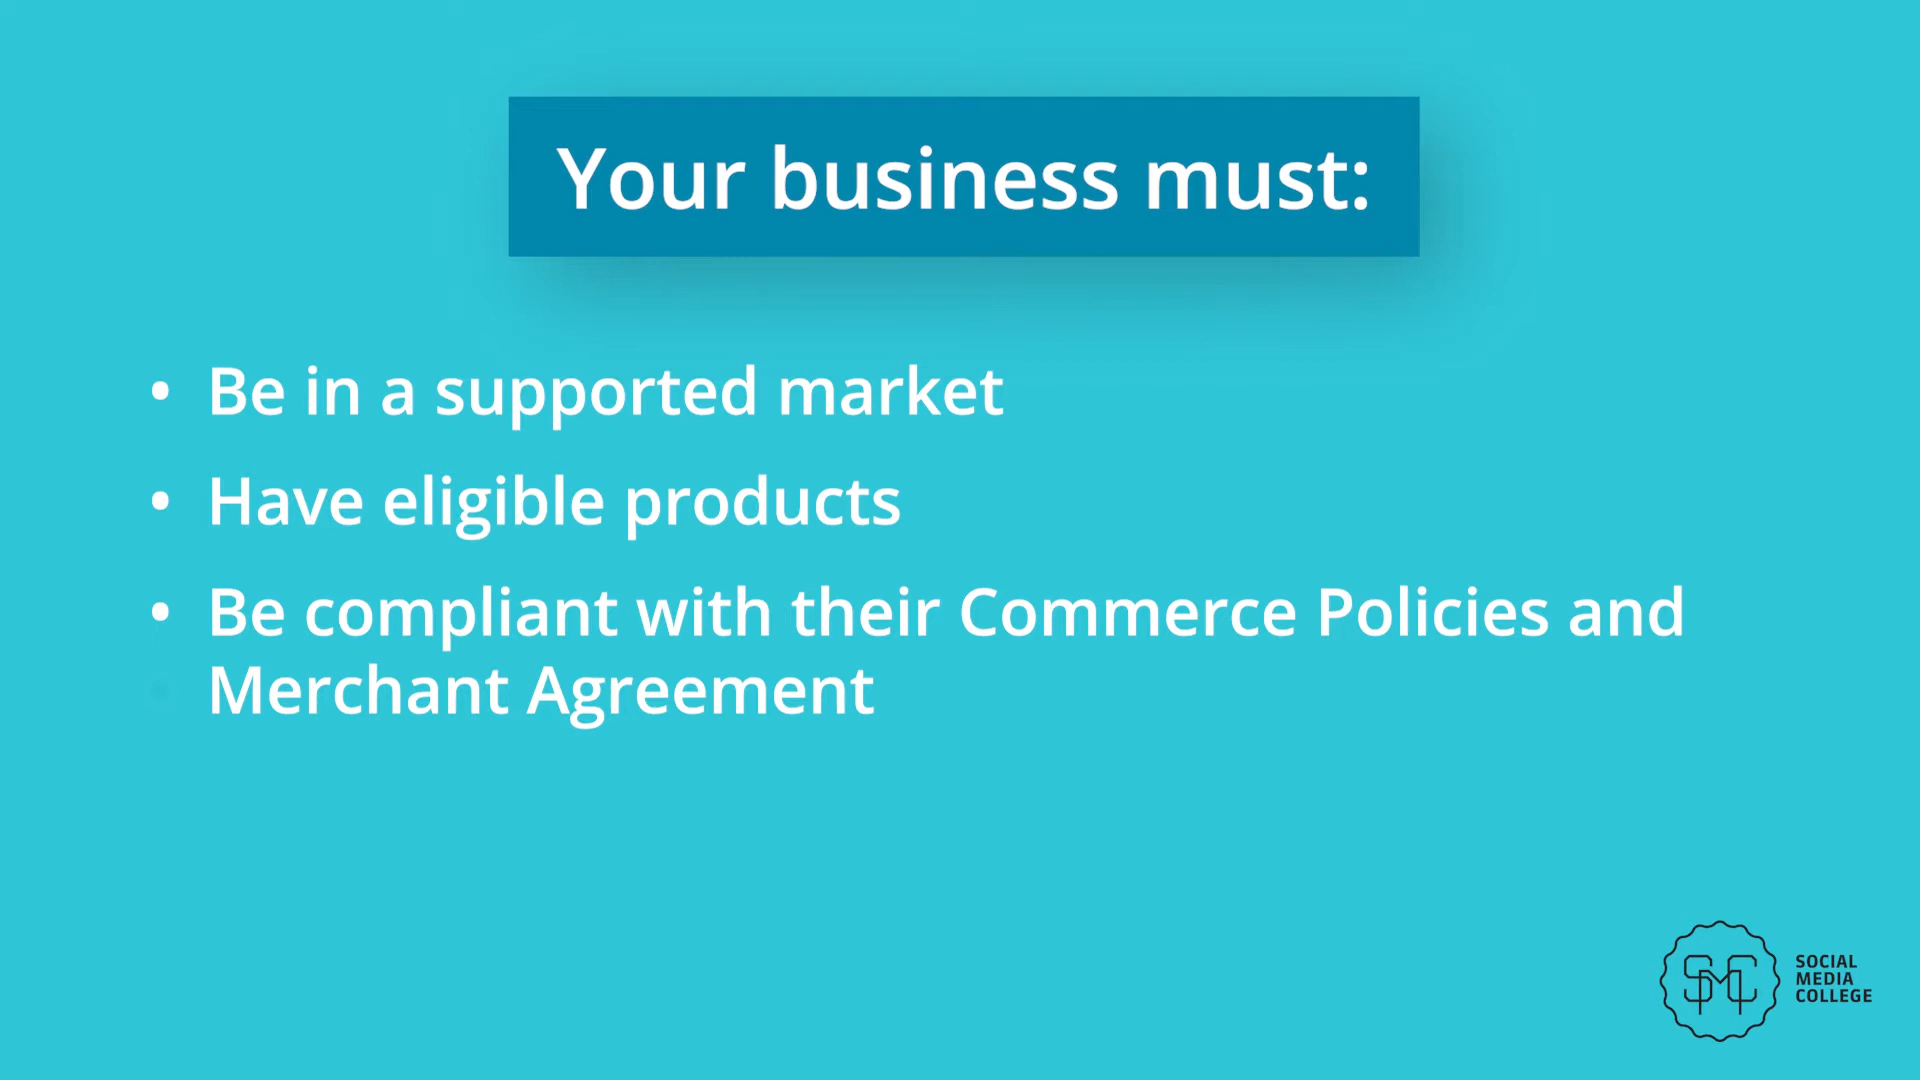 Your business must:
• Be in a supported market
• Have eligible products
• Be compliant with their Commerce Policies and
Merchant Agreement
SMC
SOCIAL
MEDIA
COLLEGE